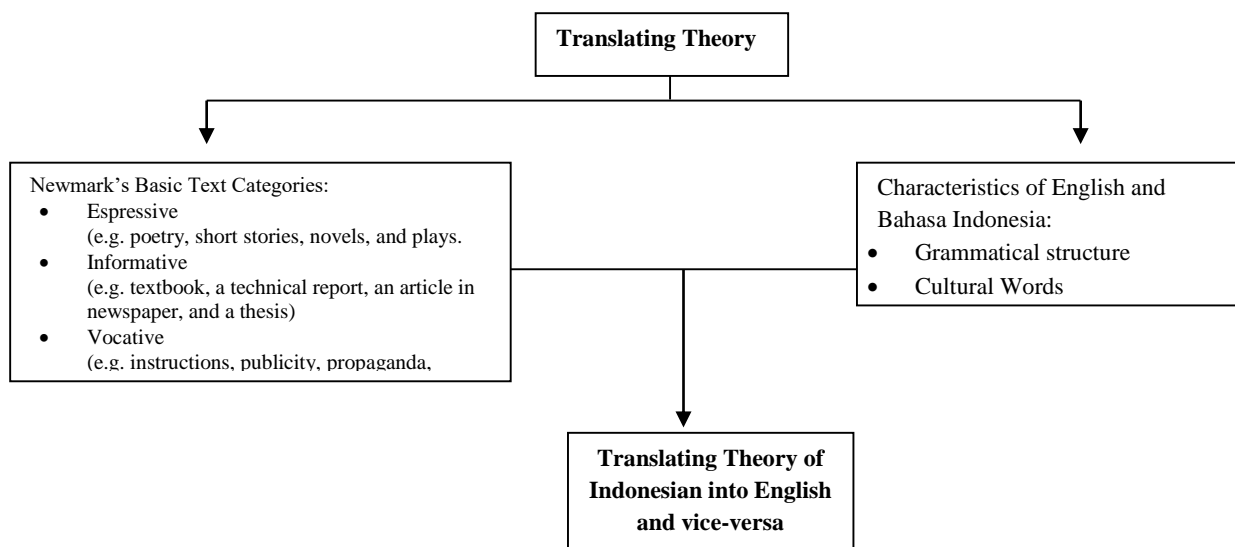 Translating Theory
Newmark's Basic Text Categories:
• Espressive
(e.g. poetry, short stories, novels, and plays.
• Informative
(e.g. textbook, a technical report, an article in
newspaper, and a thesis)
• Vocative
(e.g. instructions, publicity, propaganda,
Characteristics of English and
Bahasa Indonesia:
• Grammatical structure
• Cultural Words
Translating Theory of
Indonesian into English
and vice-versa